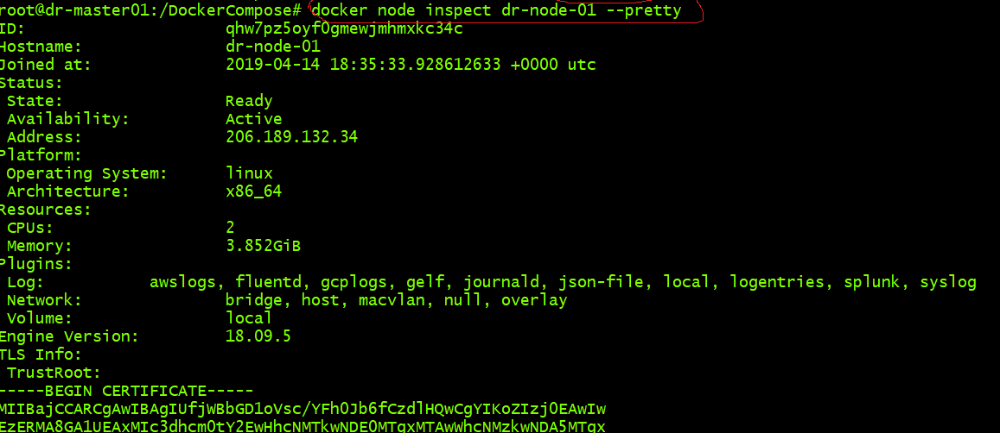 root@dr-master01:/DockerCompose# docker node inspect dr-node-01 --pretty
ID: qhw7pz5oyf0gmewjmhmxkc34c
Hostname: dr-node-01
Joined at: 2019-04-14 18:35:33.928612633 +0000 utc
Status:
State: Ready
Availability: Active
Address: 206.189.132.34
Platform:
Operating System: linux
Architecture: x86_64
Resources:
CPUs: 2
Memory: 3.852GiB
Plugins:
Log: awslogs, fluentd, gcplogs, gelf, journald, json-file, local, logentries, splunk, syslog
Network: bridge, host, macvlan, null, overlay
Volume: local
Engine Version: 18.09.5
TLS Info:
TrustRoot:
-----BEGIN CERTIFICATE-----
MIIBajCCARCgAwIBAgIUfjWBbGD1oVsc/YFh0Jb6fCzdlHQwCgYIKoZIzj0EAwIw
EzERMA8GA1UEAxMIc3dhcm0tY2EwHhcNMTkwNDE0MTgxMTAwWhcNMzkwNDA5MTgx